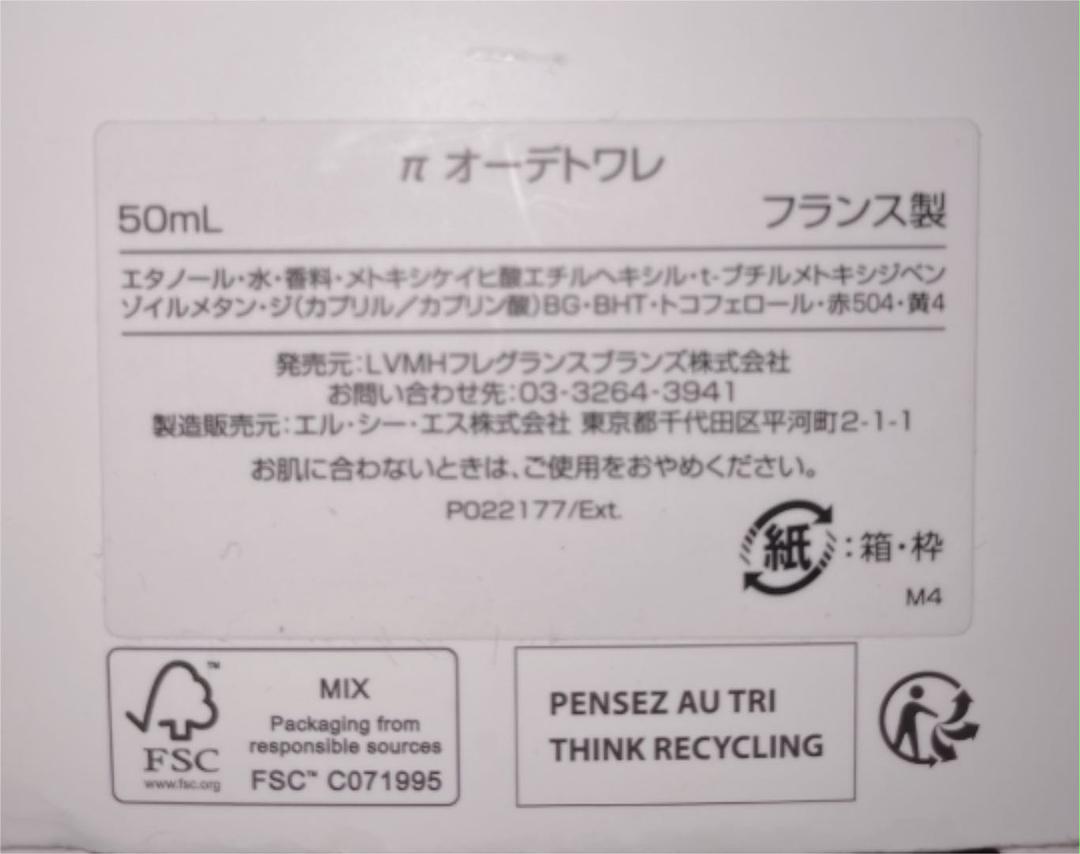 π オーデトワレ
50mL フランス製
エタノール・水・香料・メトキシケイヒ酸エチルヘキシル・t-ブチルメトキシジベン
ゾイルメタン・ジ(カプリル/カプリン酸)BG・BHT・トコフェロール・赤504・黄4
発売元:LVMHフレグランスブランズ株式会社
お問い合わせ先:03-3264-3941
製造販売元:エル・シー・エス株式会社 東京都千代田区平河町2-1-1
お肌に合わないときは、ご使用をおやめください。
P022177/Ext.
紙:箱・枠
M4
FSC
www.fsc.org
MIX
Packaging from
responsible sources
FSC™ C071995
PENSEZ AU TRI
THINK RECYCLING